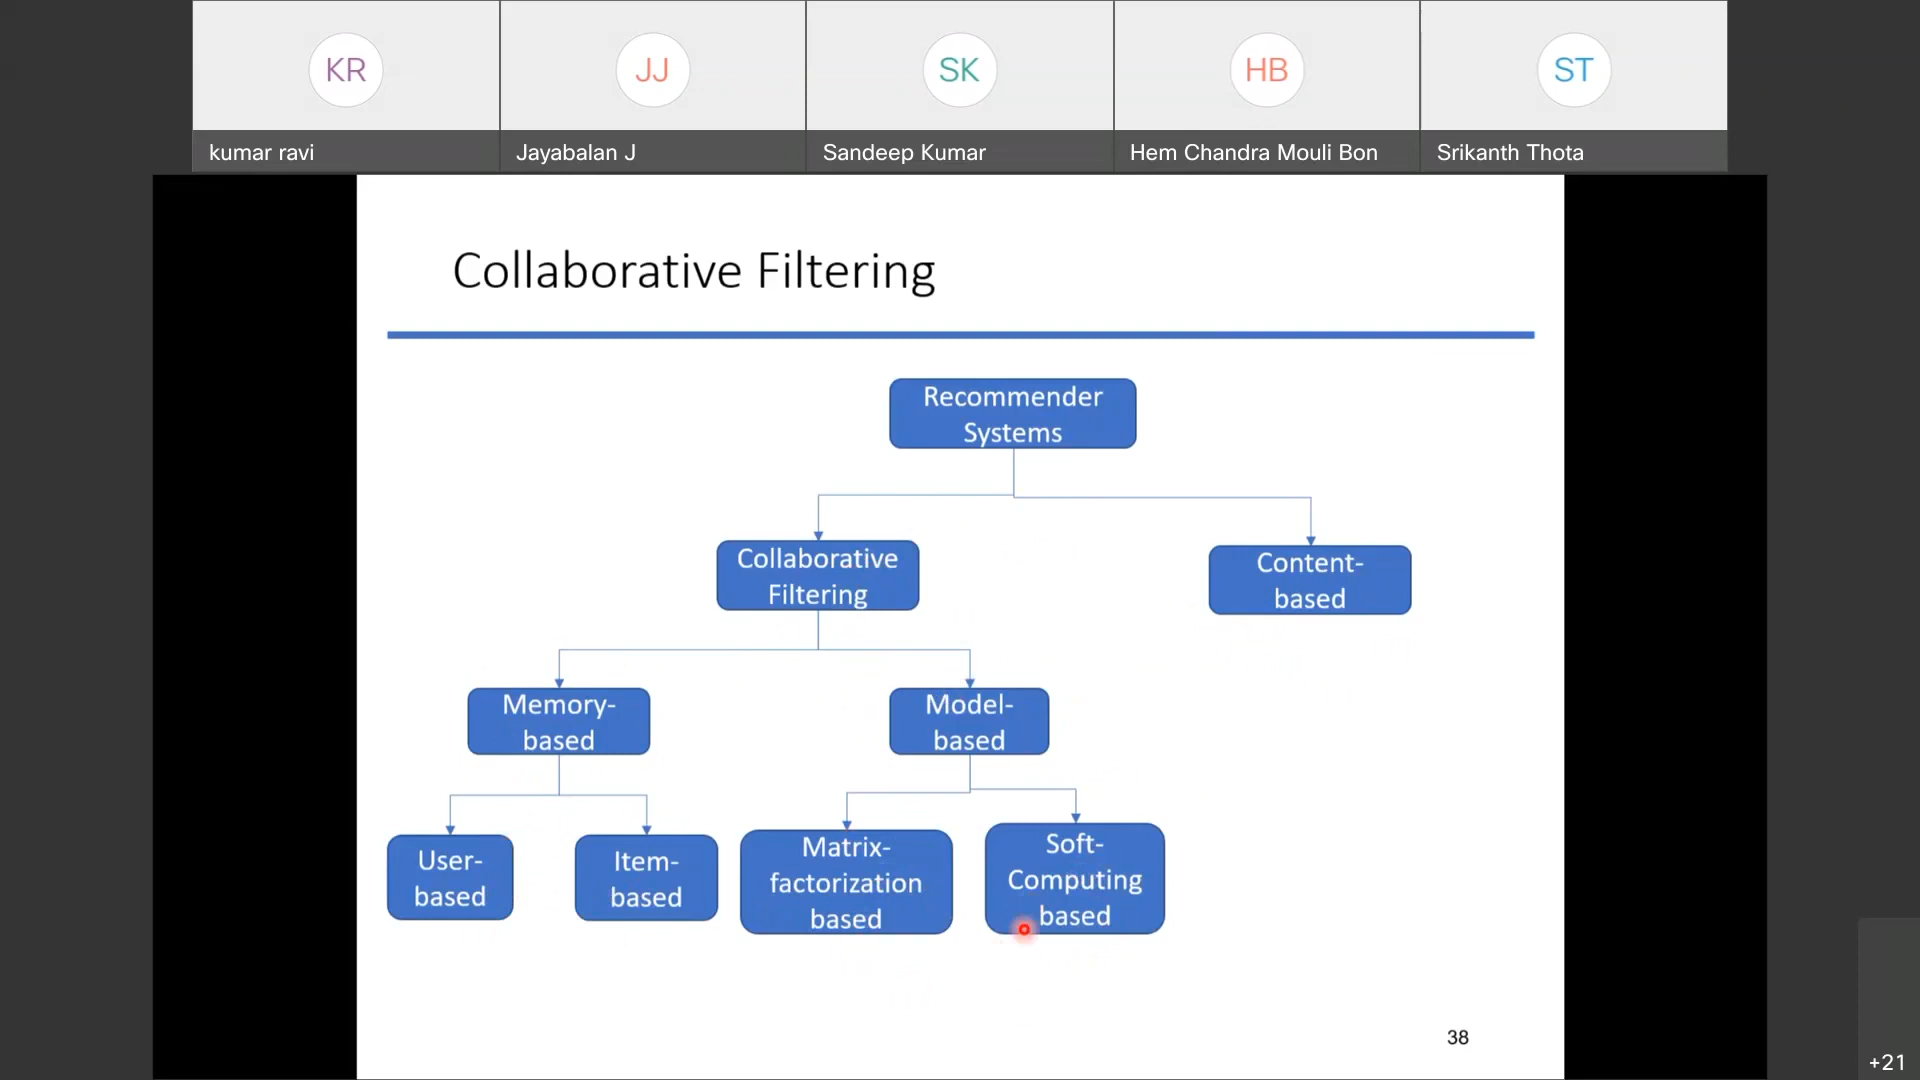 KR
JJ
SK
HB
ST
kumar ravi
Jayabalan J
Sandeep Kumar
Hem Chandra Mouli Bon
Srikanth Thota
Collaborative Filtering
Recommender
Systems
Collaborative
Filtering
Content-
based
Memory-
based
Model-
based
User-
based
Item-
based
Matrix-
factorization
based
Soft-
Computing
based
38
+21